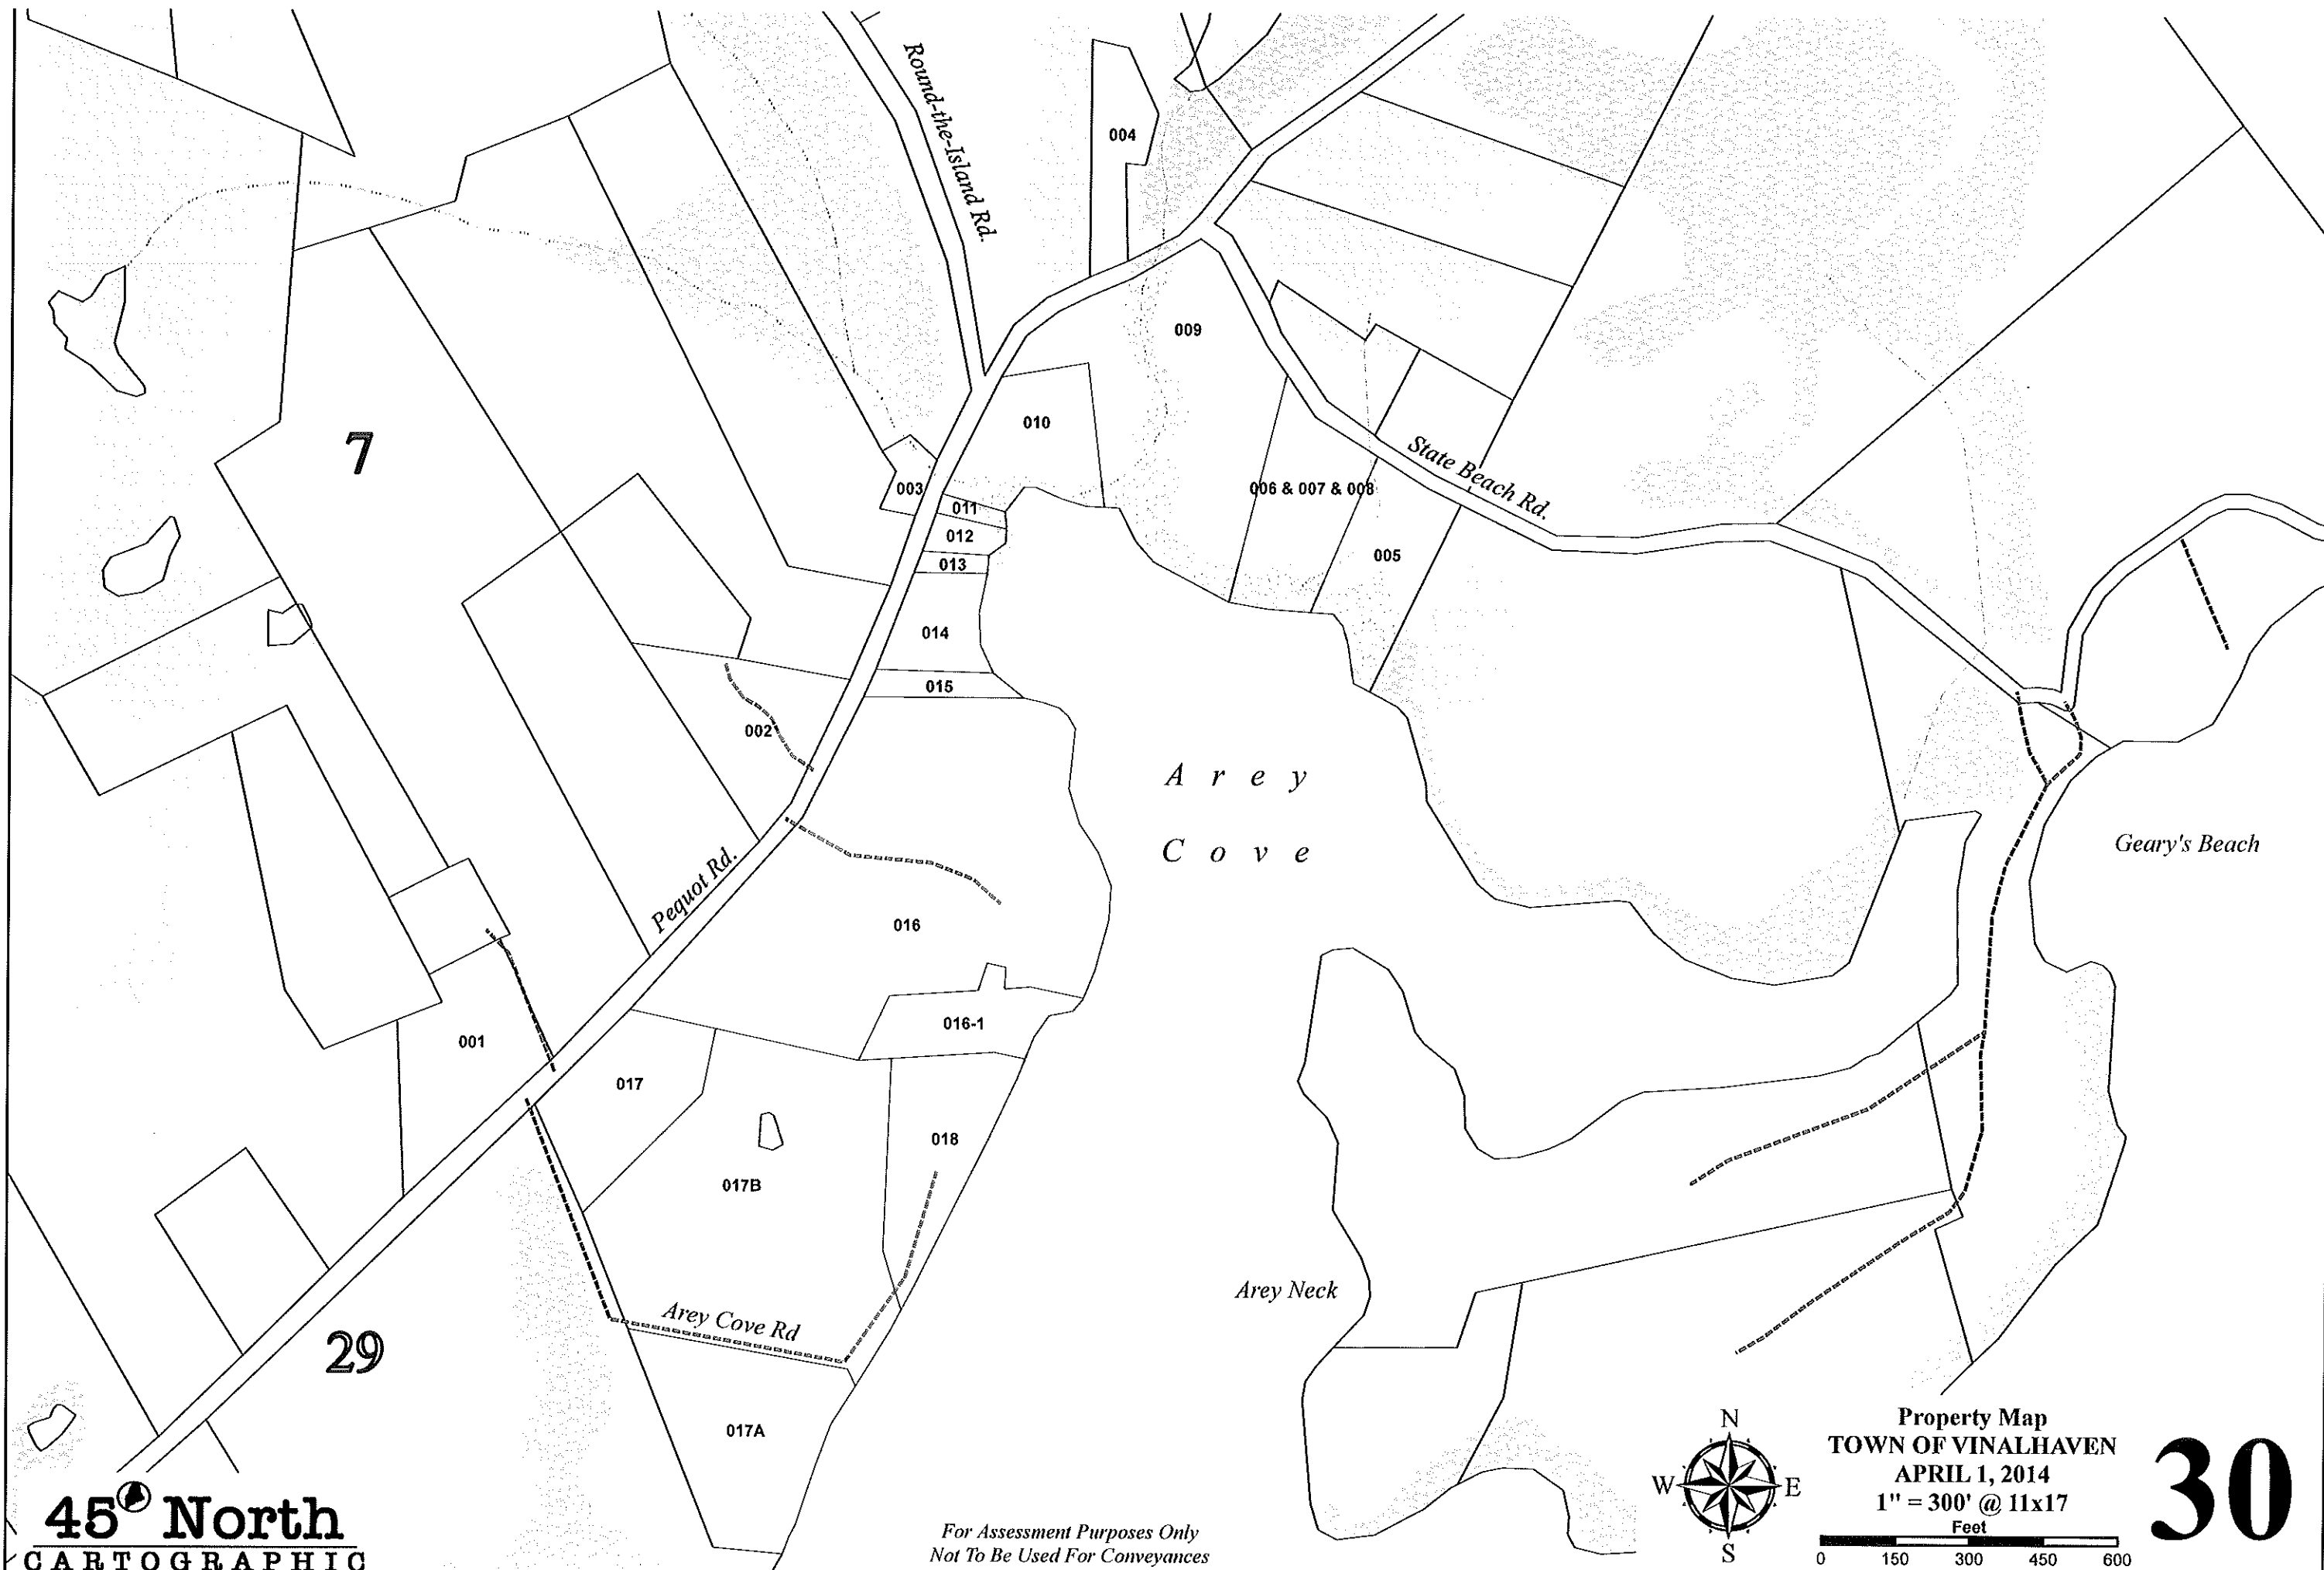 Round-the-Island Rd.
004
009
7
010
003
011
State Beach Rd.
006 & 007 & 008
012
005
013
014
015
002
Arey
Cove
Geary's Beach
Pequot Rd.
016
016-1
001
017
018
017B
Arey Neck
Arey Cove Rd
29
017A
N
W E
S
Property Map
TOWN OF VINALHAVEN
APRIL 1, 2014
1" = 300' @ 11x17
Feet
0 150 300 450 600
30
45 North
CARTOGRAPHIC
For Assessment Purposes Only
Not To Be Used For Conveyances